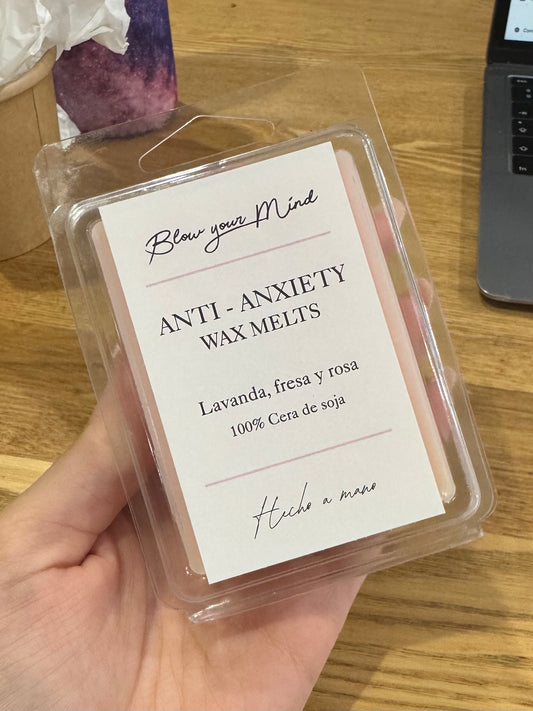 Blow your Mind
ANTI - ANXIETY
WAX MELTS
Lavanda, fresa y rosa
100% Cera de soja
Hecho a mano